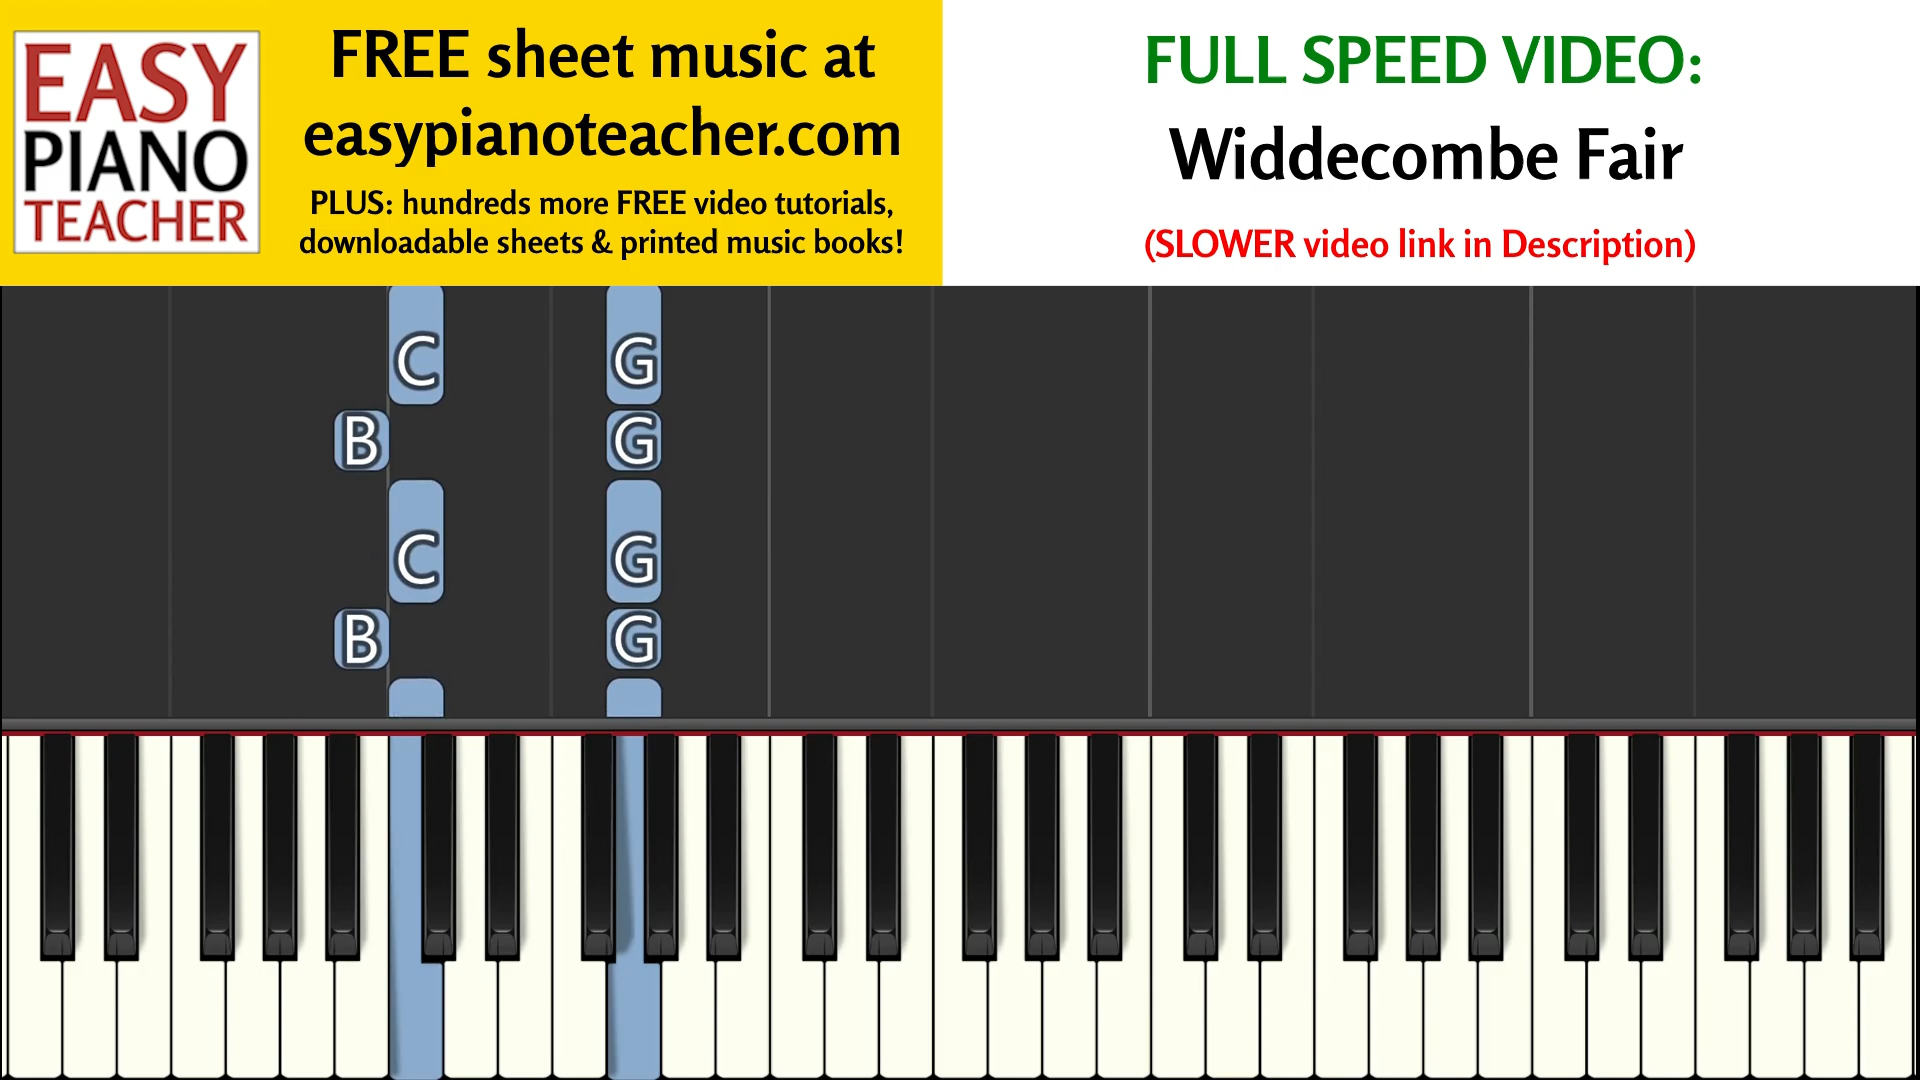 EASY
PIANO
TEACHER
FREE sheet music at
easypianoteacher.com
PLUS: hundreds more FREE video tutorials,
downloadable sheets & printed music books!
FULL SPEED VIDEO:
Widdecombe Fair
(SLOWER video link in Description)
C G
B G
C G
B G